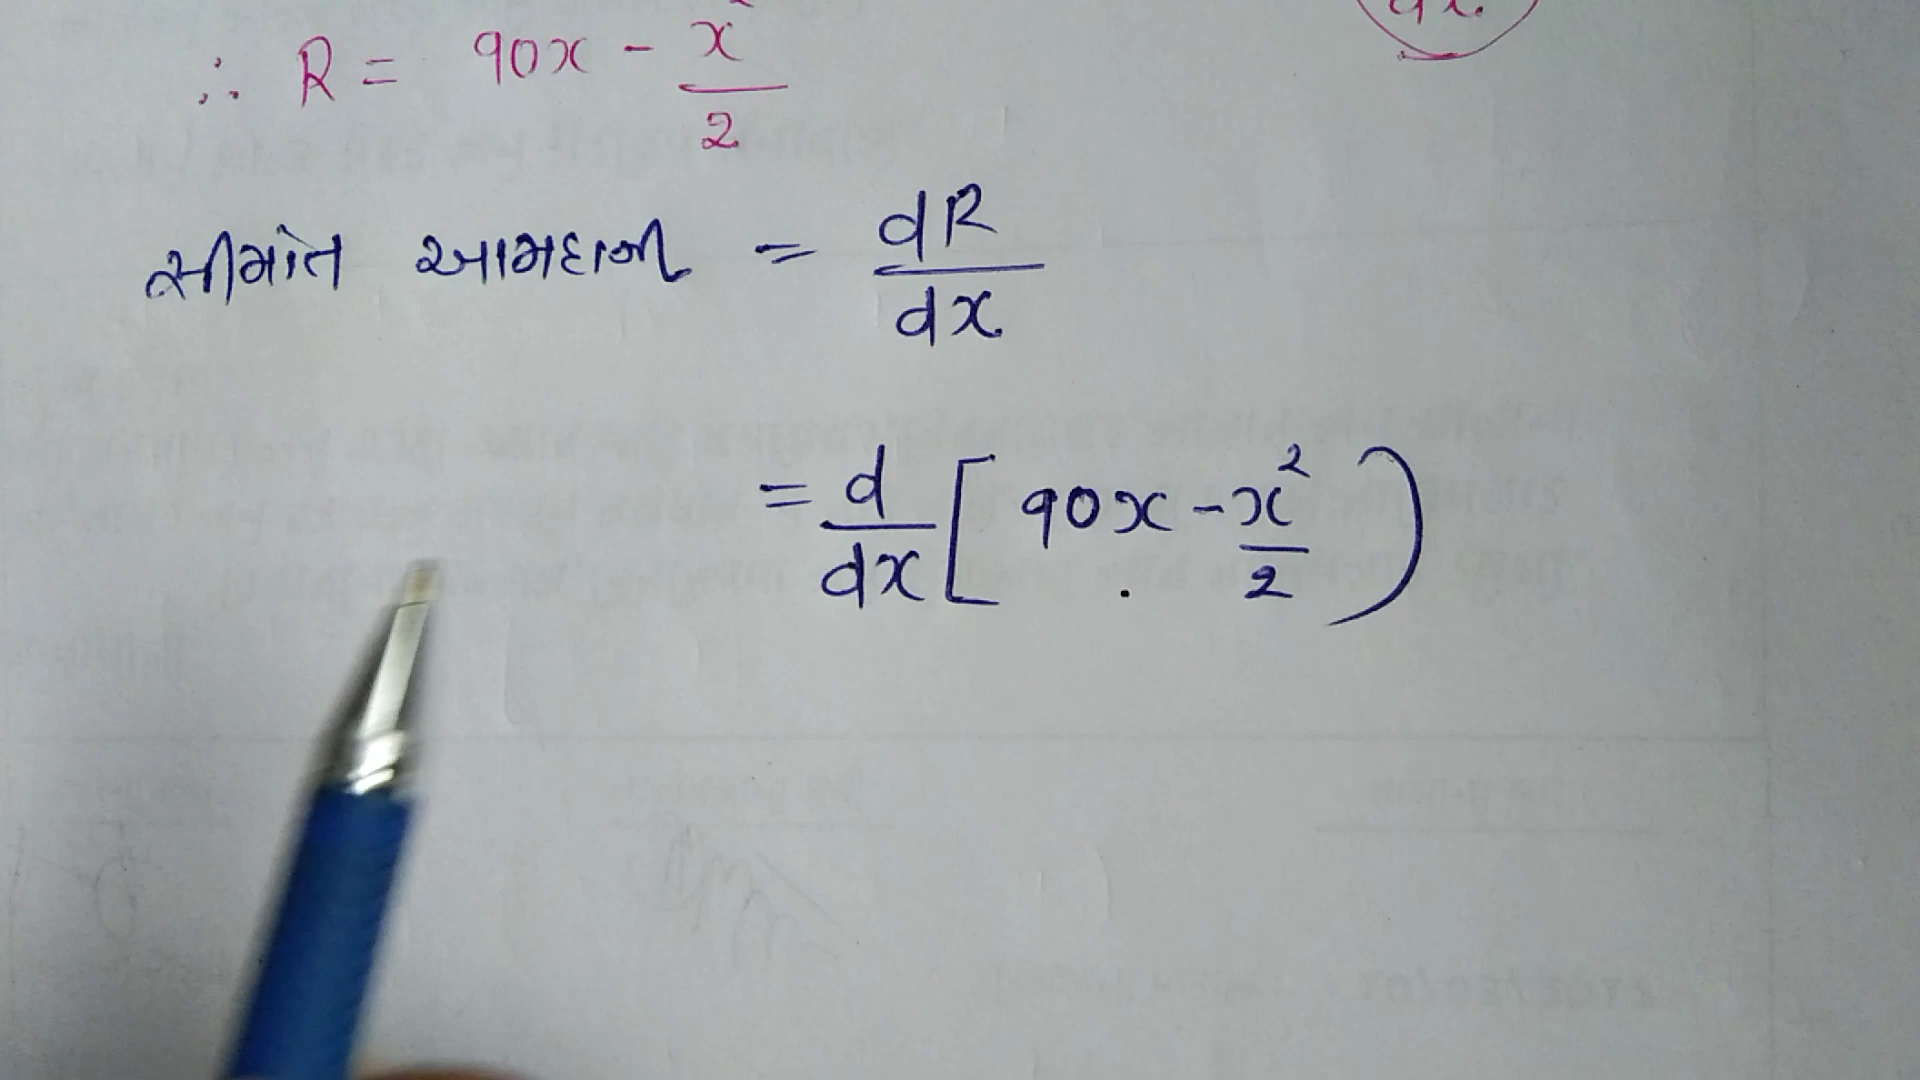 ∴ R = 90x - x²/2
સીમાંત આમદાની = dR/dx
= d/dx [ 90x - x²/2 )